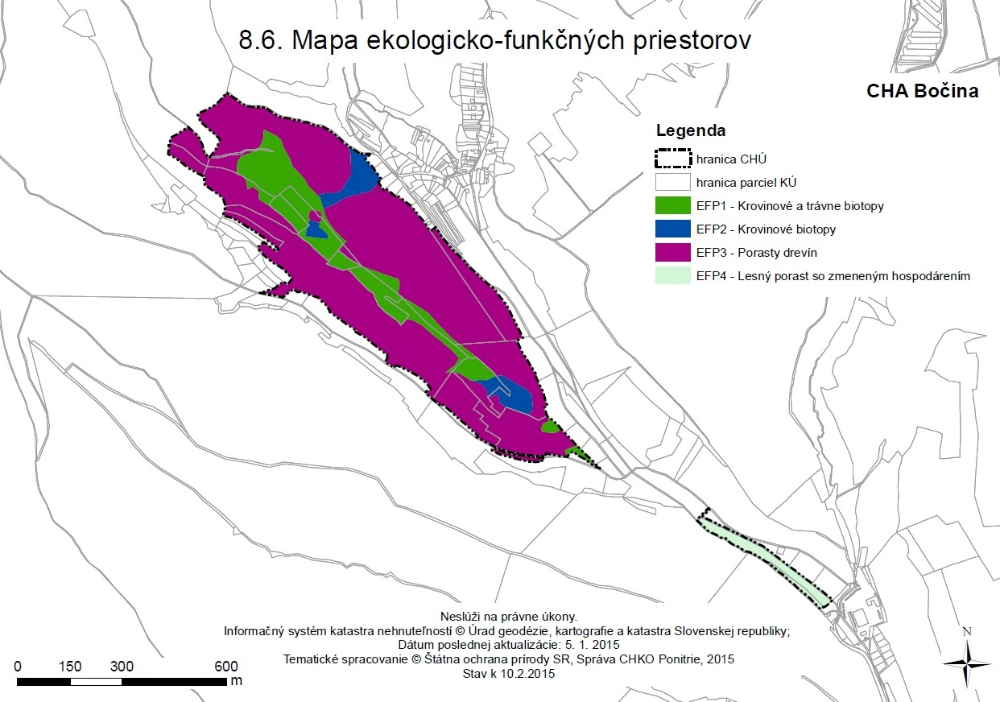 8.6. Mapa ekologicko-funkčných priestorov
CHA Bočina
Legenda
hranica CHÚ
hranica parciel KÚ
EFP1 - Krovinové a trávne biotopy
EFP2 - Krovinové biotopy
EFP3 - Porasty drevín
EFP4 - Lesný porast so zmeneným hospodárením
Neslúži na právne úkony.
Informačný systém katastra nehnuteľností © Úrad geodézie, kartografie a katastra Slovenskej republiky;
Dátum poslednej aktualizácie: 5. 1. 2015
Tematické spracovanie © Štátna ochrana prírody SR, Správa CHKO Ponitrie, 2015
Stav k 10.2.2015
0 150 300 600
m
N